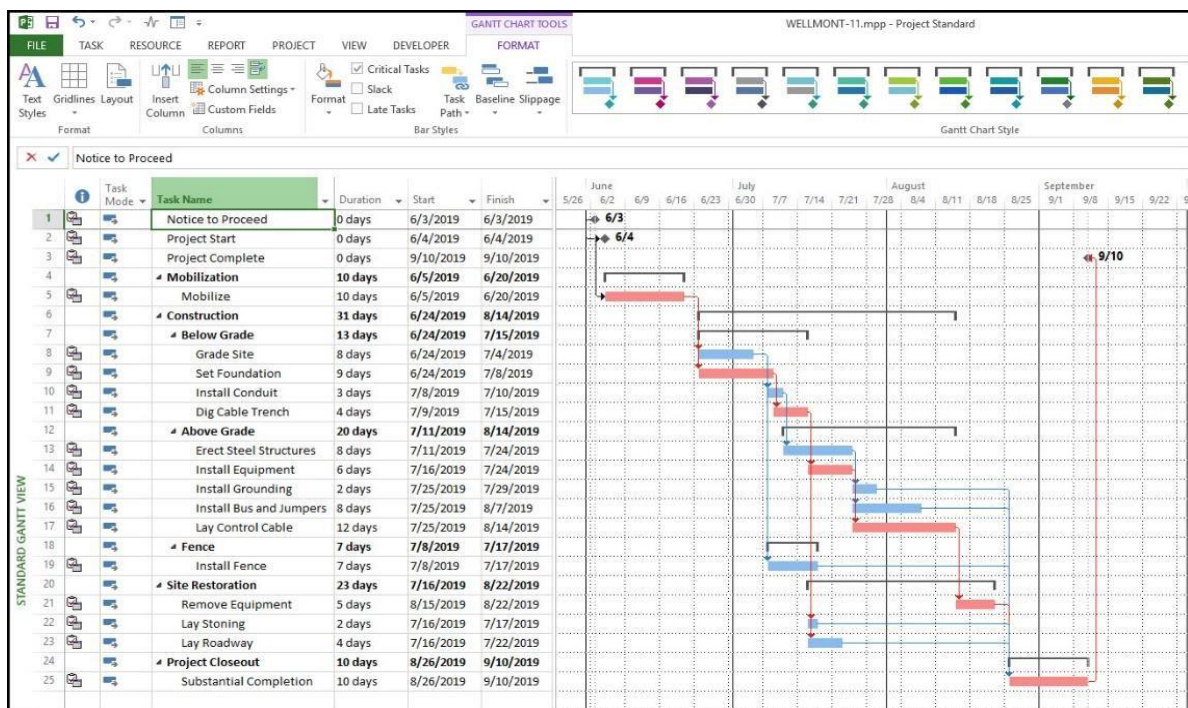 GANTT CHART TOOLS WELLMONT-11.mpp - Project Standard
FILE TASK RESOURCE REPORT PROJECT VIEW DEVELOPER FORMAT
Critical Tasks
Column Settings
Slack
Text Styles Gridlines Layout Insert Column Custom Fields Format Late Tasks Task Path Baseline Slippage
Format Columns Bar Styles Gantt Chart Style
Notice to Proceed
June July August September
Task Mode Task Name Duration Start Finish 5/26 6/2 6/9 6/16 6/23 6/30 7/7 7/14 7/21 7/28 8/4 8/11 8/18 8/25 9/1 9/8 9/15 9/22
1 Notice to Proceed 0 days 6/3/2019 6/3/2019 6/3
2 Project Start 0 days 6/4/2019 6/4/2019 6/4
3 Project Complete 0 days 9/10/2019 9/10/2019 9/10
4 Mobilization 10 days 6/5/2019 6/20/2019
5 Mobilize 10 days 6/5/2019 6/20/2019
6 Construction 31 days 6/24/2019 8/14/2019
7 Below Grade 13 days 6/24/2019 7/15/2019
8 Grade Site 8 days 6/24/2019 7/4/2019
9 Set Foundation 9 days 6/24/2019 7/8/2019
10 Install Conduit 3 days 7/8/2019 7/10/2019
11 Dig Cable Trench 4 days 7/9/2019 7/15/2019
12 Above Grade 20 days 7/11/2019 8/14/2019
13 Erect Steel Structures 8 days 7/11/2019 7/24/2019
14 Install Equipment 6 days 7/16/2019 7/24/2019
15 Install Grounding 2 days 7/25/2019 7/29/2019
16 Install Bus and Jumpers 8 days 7/25/2019 8/7/2019
17 Lay Control Cable 12 days 7/25/2019 8/14/2019
18 Fence 7 days 7/8/2019 7/17/2019
19 Install Fence 7 days 7/8/2019 7/17/2019
20 Site Restoration 23 days 7/16/2019 8/22/2019
21 Remove Equipment 5 days 8/15/2019 8/22/2019
22 Lay Stoning 2 days 7/16/2019 7/17/2019
23 Lay Roadway 4 days 7/16/2019 7/22/2019
24 Project Closeout 10 days 8/26/2019 9/10/2019
25 Substantial Completion 10 days 8/26/2019 9/10/2019
STANDARD GANTT VIEW